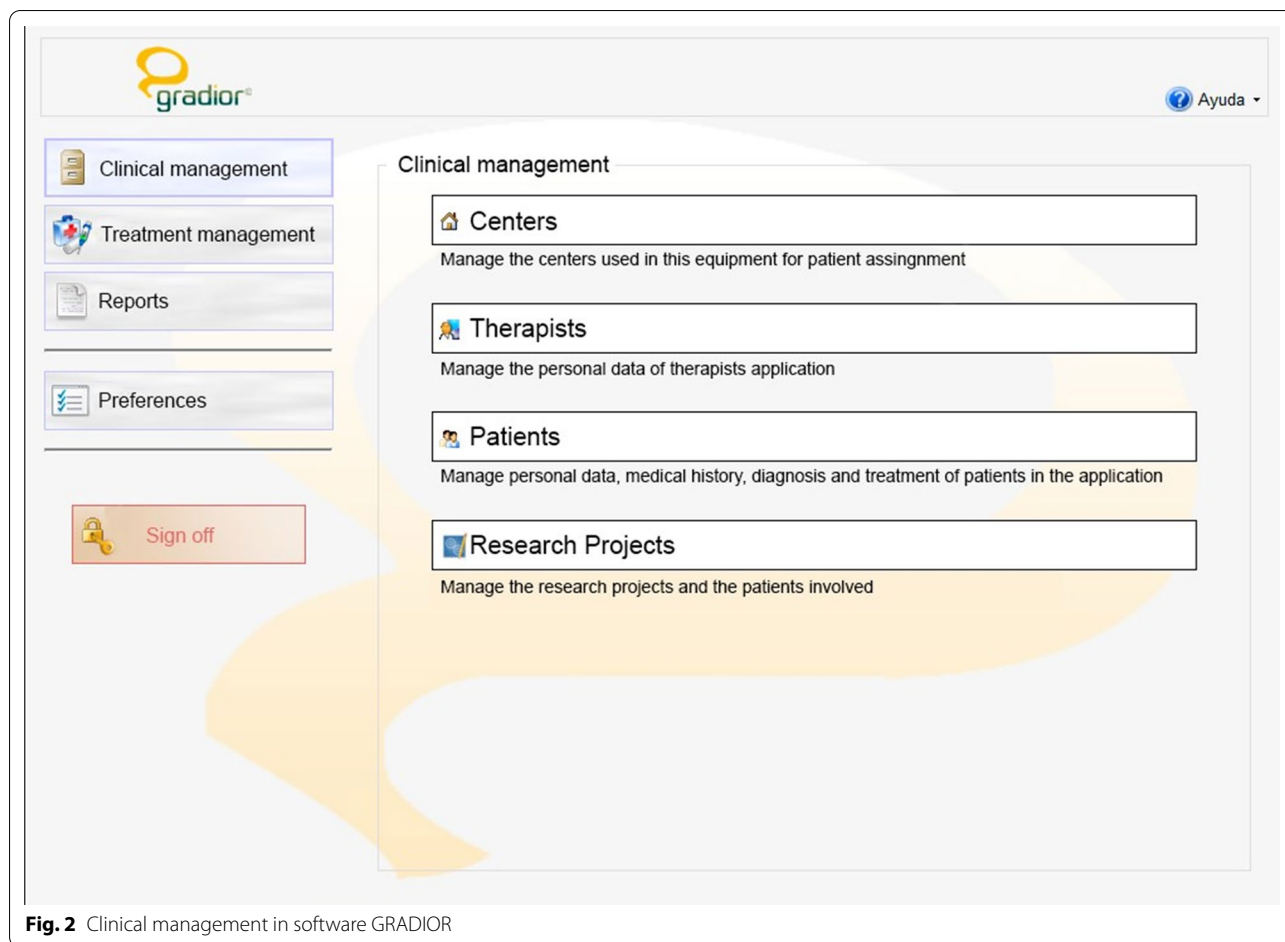 gradior®
Ayuda
Clinical management
Treatment management
Reports
Preferences
Sign off
Clinical management
Centers
Manage the centers used in this equipment for patient assingnment
Therapists
Manage the personal data of therapists application
Patients
Manage personal data, medical history, diagnosis and treatment of patients in the application
Research Projects
Manage the research projects and the patients involved
Fig. 2 Clinical management in software GRADIOR